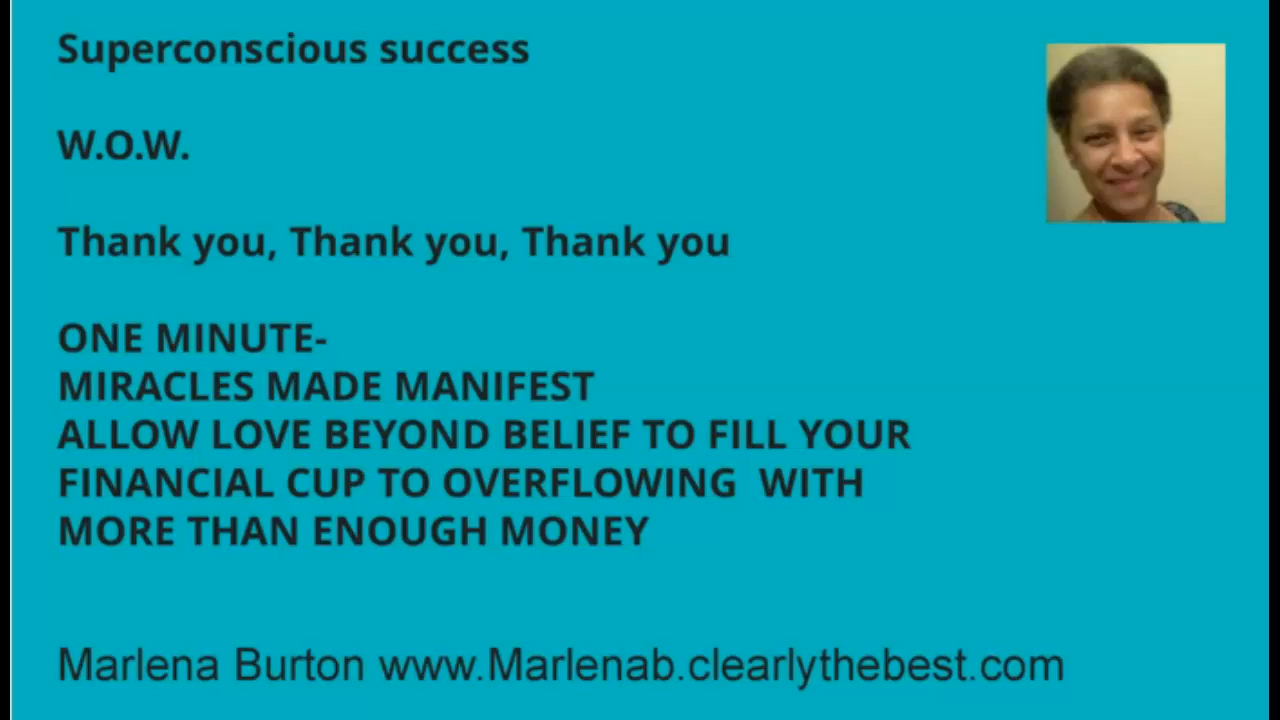 Superconscious success
W.O.W.
Thank you, Thank you, Thank you
ONE MINUTE-
MIRACLES MADE MANIFEST
ALLOW LOVE BEYOND BELIEF TO FILL YOUR
FINANCIAL CUP TO OVERFLOWING  WITH
MORE THAN ENOUGH MONEY
Marlena Burton www.Marlenab.clearlythebest.com